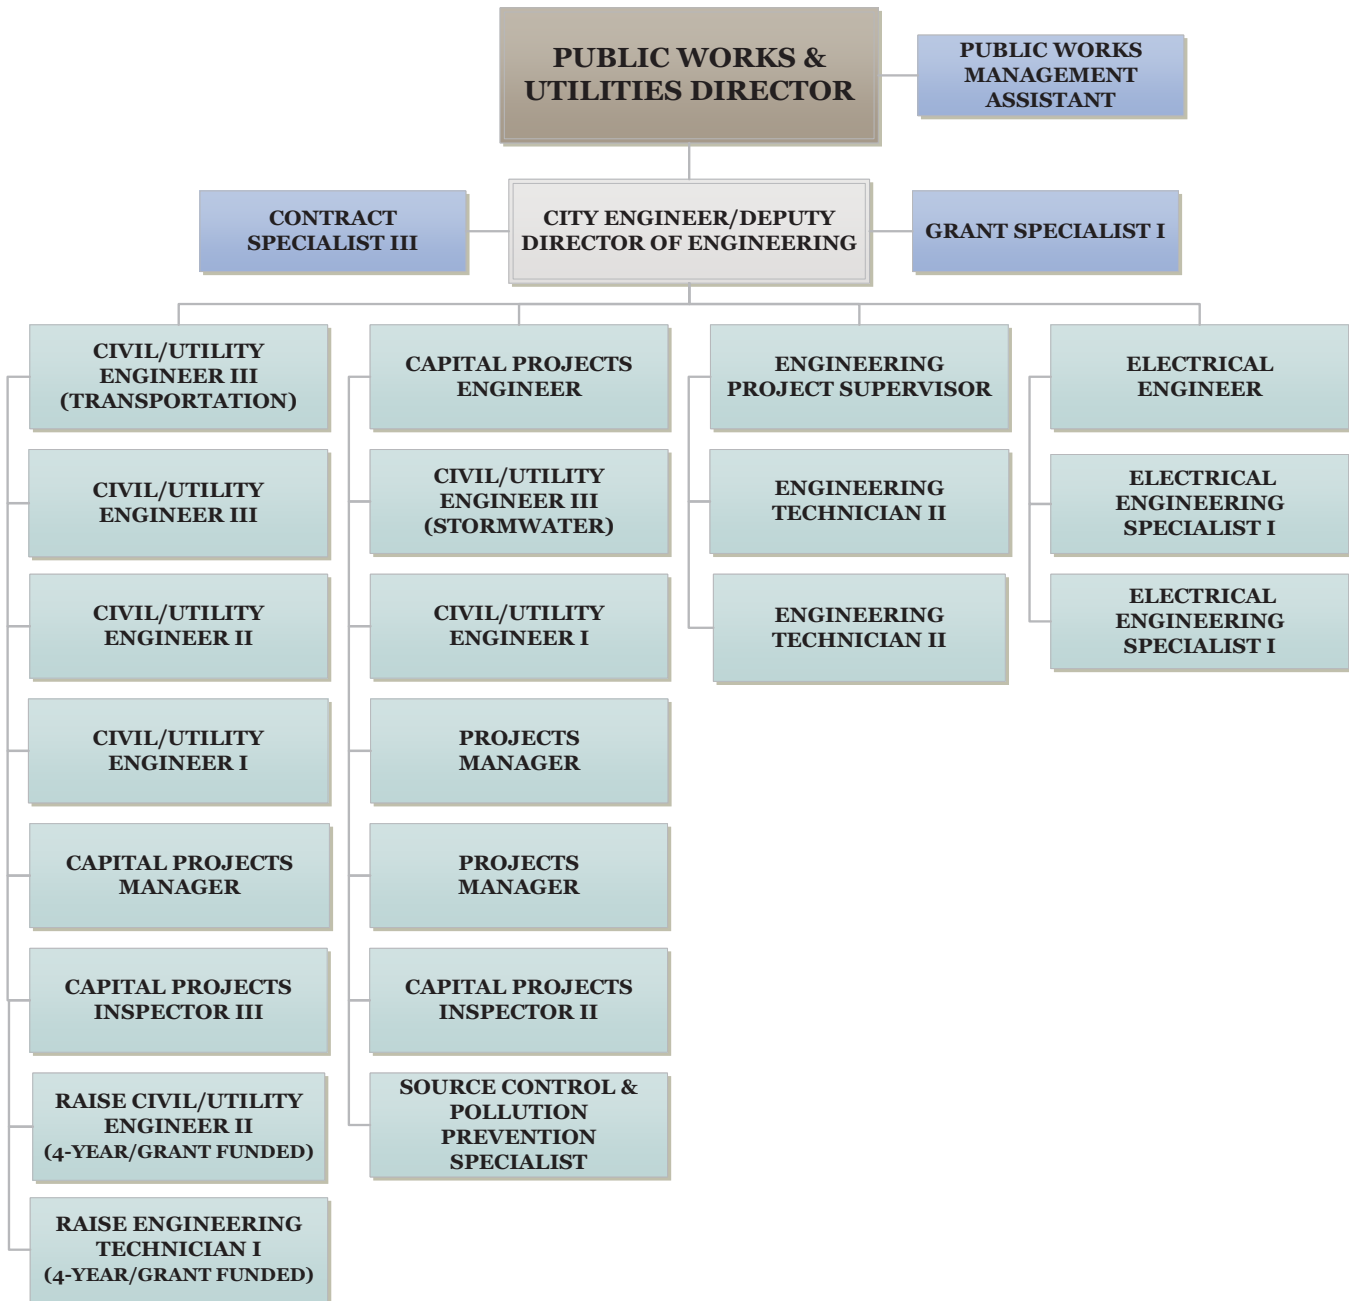 PUBLIC WORKS &
UTILITIES DIRECTOR
PUBLIC WORKS
MANAGEMENT
ASSISTANT
CONTRACT
SPECIALIST III
CITY ENGINEER/DEPUTY
DIRECTOR OF ENGINEERING
GRANT SPECIALIST I
CIVIL/UTILITY
ENGINEER III
(TRANSPORTATION)
CIVIL/UTILITY
ENGINEER III
CIVIL/UTILITY
ENGINEER II
CIVIL/UTILITY
ENGINEER I
CAPITAL PROJECTS
MANAGER
CAPITAL PROJECTS
INSPECTOR III
RAISE CIVIL/UTILITY
ENGINEER II
(4-YEAR/GRANT FUNDED)
RAISE ENGINEERING
TECHNICIAN I
(4-YEAR/GRANT FUNDED)
CAPITAL PROJECTS
ENGINEER
CIVIL/UTILITY
ENGINEER III
(STORMWATER)
CIVIL/UTILITY
ENGINEER I
PROJECTS
MANAGER
PROJECTS
MANAGER
CAPITAL PROJECTS
INSPECTOR II
SOURCE CONTROL &
POLLUTION
PREVENTION
SPECIALIST
ENGINEERING
PROJECT SUPERVISOR
ENGINEERING
TECHNICIAN II
ENGINEERING
TECHNICIAN II
ELECTRICAL
ENGINEER
ELECTRICAL
ENGINEERING
SPECIALIST I
ELECTRICAL
ENGINEERING
SPECIALIST I